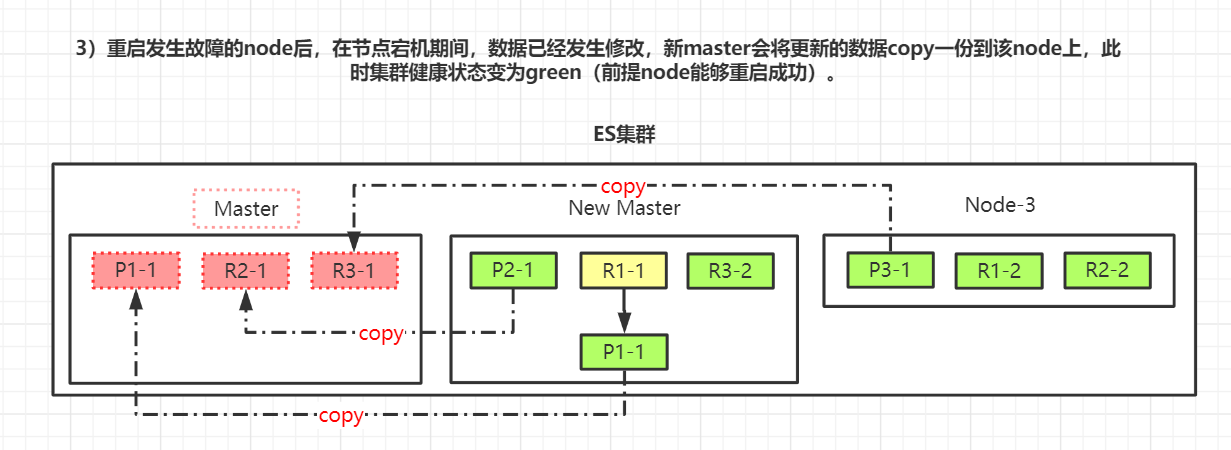 3）重启发生故障的node后，在节点宕机期间，数据已经发生修改，新master会将更新的数据copy一份到该node上，此
时集群健康状态变为green（前提node能够重启成功）。
ES集群
copy
Master
New Master
Node-3
P1-1
R2-1
R3-1
P2-1
R1-1
R3-2
P3-1
R1-2
R2-2
copy
P1-1
copy